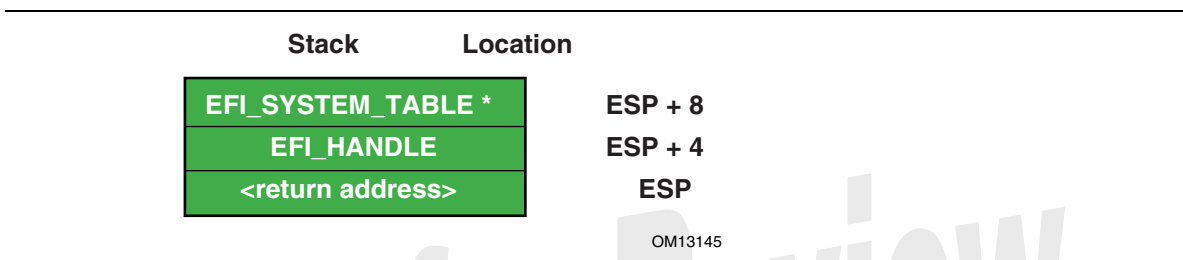 Stack Location
EFI_SYSTEM_TABLE * ESP + 8
EFI_HANDLE ESP + 4
<return address> ESP
OM13145